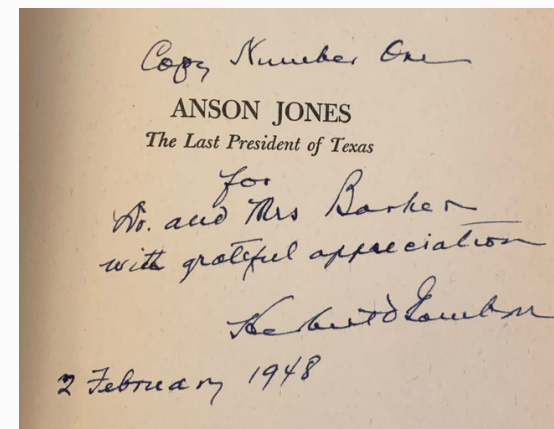 Copy Number One
ANSON JONES
The Last President of Texas
for
Dr. and Mrs Barker
with grateful appreciation
Herbert Gambrell
2 February 1948